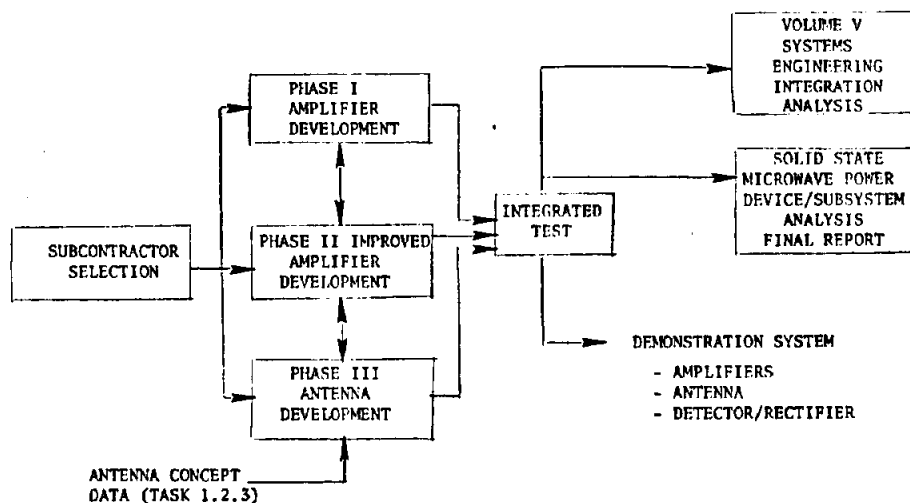 SUBCONTRACTOR
SELECTION
PHASE I
AMPLIFIER
DEVELOPMENT
PHASE II IMPROVED
AMPLIFIER
DEVELOPMENT
PHASE III
ANTENNA
DEVELOPMENT
ANTENNA CONCEPT
DATA (TASK 1.2.3)
INTEGRATED
TEST
VOLUME V
SYSTEMS
ENGINEERING
INTEGRATION
ANALYSIS
SOLID STATE
MICROWAVE POWER
DEVICE/SUBSYSTEM
ANALYSIS
FINAL REPORT
DEMONSTRATION SYSTEM
- AMPLIFIERS
- ANTENNA
- DETECTOR/RECTIFIER